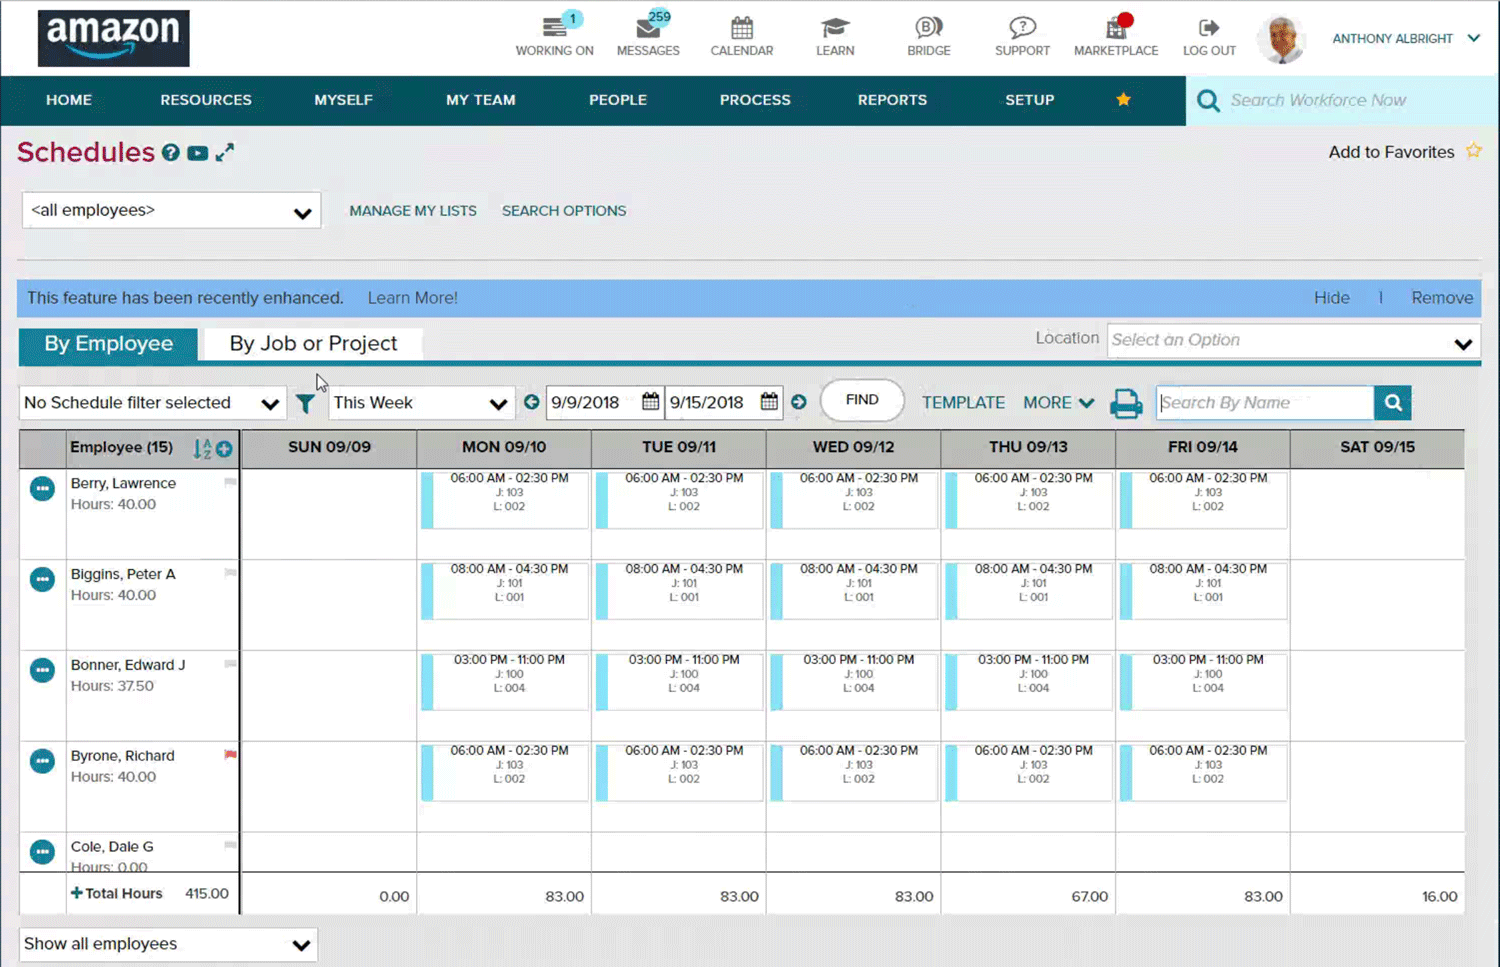 amazon
1
259
WORKING ON MESSAGES CALENDAR LEARN BRIDGE SUPPORT MARKETPLACE LOG OUT ANTHONY ALBRIGHT
HOME RESOURCES MYSELF MY TEAM PEOPLE PROCESS REPORTS SETUP Search Workforce Now
Schedules ? Add to Favorites
<all employees> MANAGE MY LISTS SEARCH OPTIONS
This feature has been recently enhanced. Learn More! Hide | Remove
By Employee By Job or Project Location Select an Option
No Schedule filter selected This Week 9/9/2018 9/15/2018 FIND TEMPLATE MORE Search By Name
Employee (15) AZ SUN 09/09 MON 09/10 TUE 09/11 WED 09/12 THU 09/13 FRI 09/14 SAT 09/15
Berry, Lawrence 06:00 AM - 02:30 PM 06:00 AM - 02:30 PM 06:00 AM - 02:30 PM 06:00 AM - 02:30 PM 06:00 AM - 02:30 PM
J: 103 J: 103 J: 103 J: 103 J: 103
Hours: 40.00 L: 002 L: 002 L: 002 L: 002 L: 002
Biggins, Peter A 08:00 AM - 04:30 PM 08:00 AM - 04:30 PM 08:00 AM - 04:30 PM 08:00 AM - 04:30 PM 08:00 AM - 04:30 PM
J: 101 J: 101 J: 101 J: 101 J: 101
Hours: 40.00 L: 001 L: 001 L: 001 L: 001 L: 001
Bonner, Edward J 03:00 PM - 11:00 PM 03:00 PM - 11:00 PM 03:00 PM - 11:00 PM 03:00 PM - 11:00 PM 03:00 PM - 11:00 PM
J: 100 J: 100 J: 100 J: 100 J: 100
Hours: 37.50 L: 004 L: 004 L: 004 L: 004 L: 004
Byrone, Richard 06:00 AM - 02:30 PM 06:00 AM - 02:30 PM 06:00 AM - 02:30 PM 06:00 AM - 02:30 PM 06:00 AM - 02:30 PM
J: 103 J: 103 J: 103 J: 103 J: 103
Hours: 40.00 L: 002 L: 002 L: 002 L: 002 L: 002
Cole, Dale G
Hours: 0.00
Total Hours 415.00 0.00 83.00 83.00 83.00 67.00 83.00 16.00
Show all employees